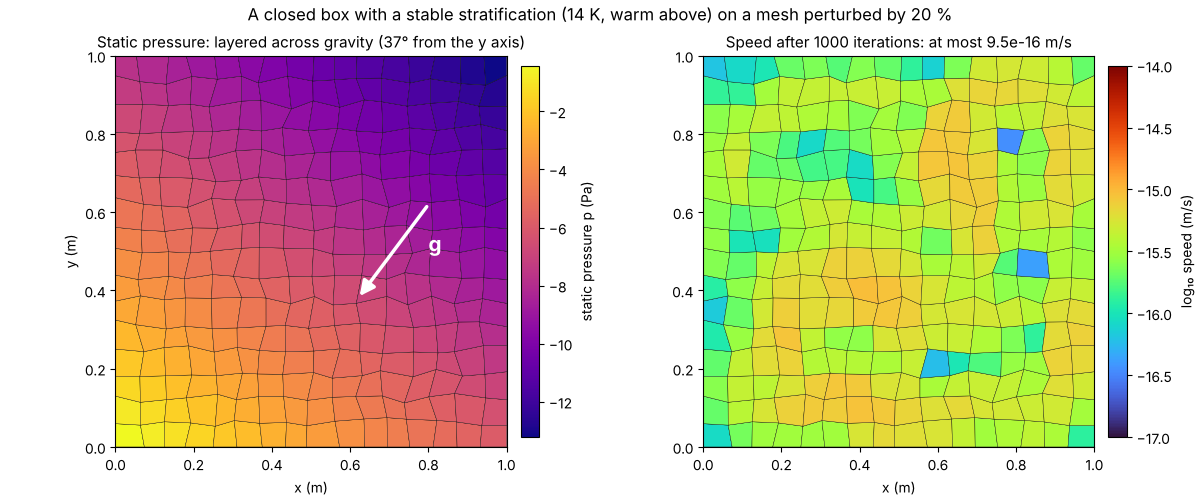 A closed box with a stable stratification (14 K, warm above) on a mesh perturbed by 20 %
Static pressure: layered across gravity (37° from the y axis)
1.0
0.8
0.6
0.4
0.2
0.0
y (m)
0.0 0.2 0.4 0.6 0.8 1.0
x (m)
g
−2
−4
−6
−8
−10
−12
static pressure p (Pa)
Speed after 1000 iterations: at most 9.5e-16 m/s
1.0
0.8
0.6
0.4
0.2
0.0
0.0 0.2 0.4 0.6 0.8 1.0
x (m)
−14.0
−14.5
−15.0
−15.5
−16.0
−16.5
−17.0
log₁₀ speed (m/s)